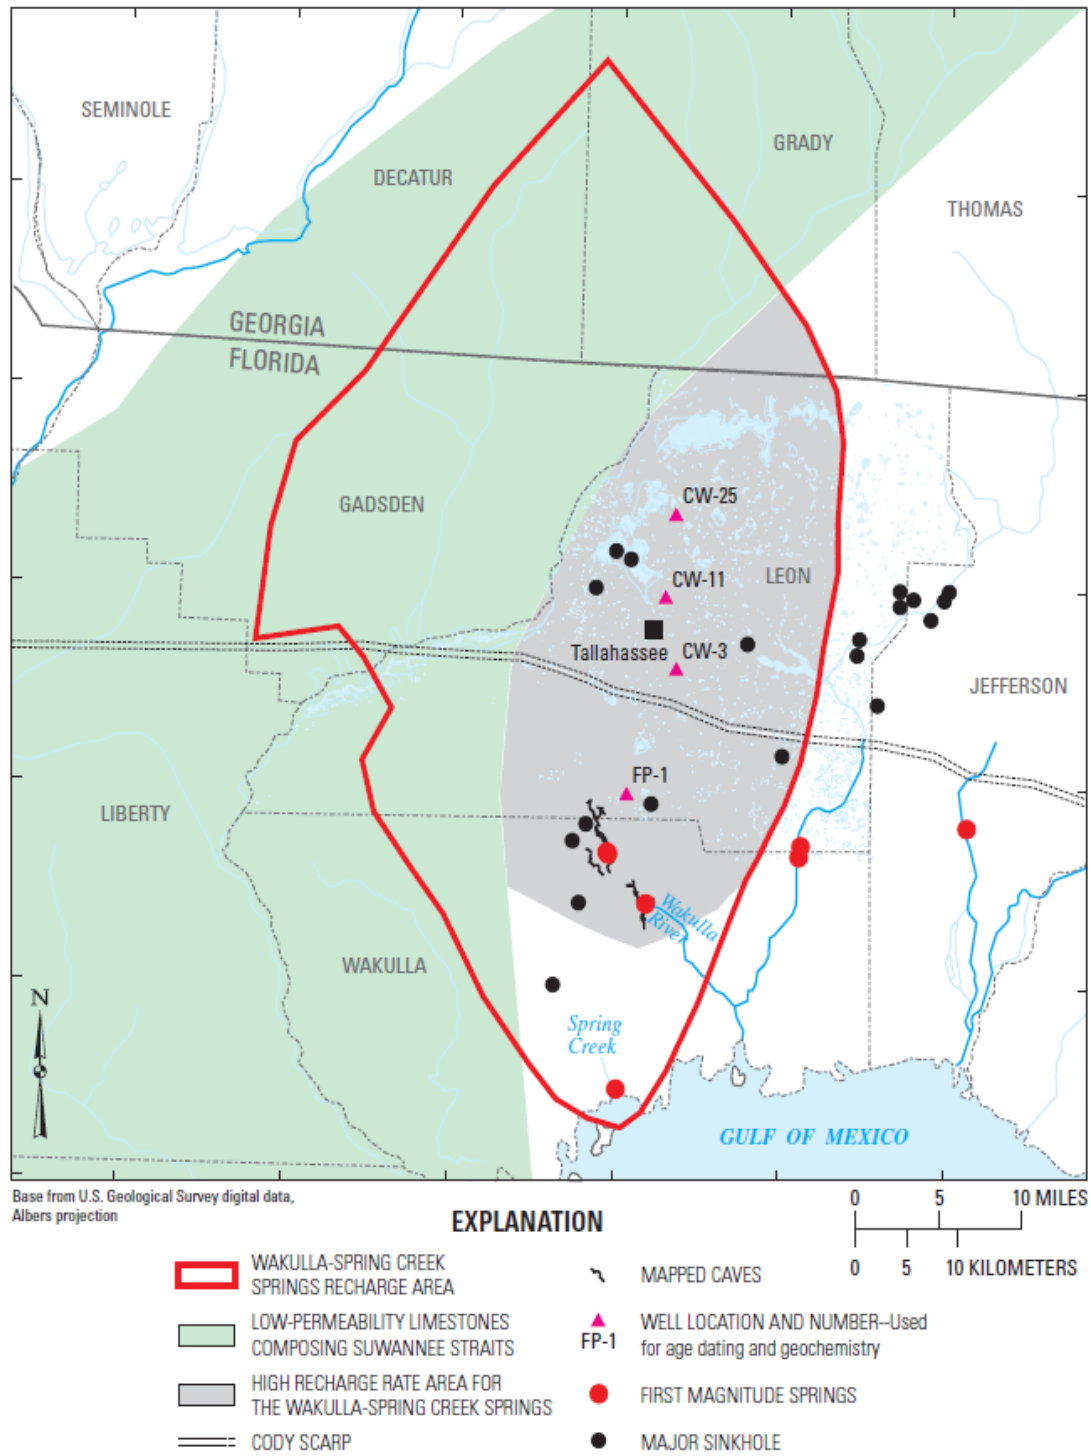 SEMINOLE
DECATUR
GRADY
THOMAS
GEORGIA
FLORIDA
GADSDEN
CW-25
CW-11
LEON
Tallahassee
CW-3
JEFFERSON
FP-1
LIBERTY
Wakulla
River
WAKULLA
N
Spring
Creek
GULF OF MEXICO
Base from U.S. Geological Survey digital data,
Albers projection
0 5 10 MILES
0 5 10 KILOMETERS
EXPLANATION
WAKULLA-SPRING CREEK
SPRINGS RECHARGE AREA
LOW-PERMEABILITY LIMESTONES
COMPOSING SUWANNEE STRAITS
HIGH RECHARGE RATE AREA FOR
THE WAKULLA-SPRING CREEK SPRINGS
CODY SCARP
MAPPED CAVES
FP-1
WELL LOCATION AND NUMBER--Used
for age dating and geochemistry
FIRST MAGNITUDE SPRINGS
MAJOR SINKHOLE